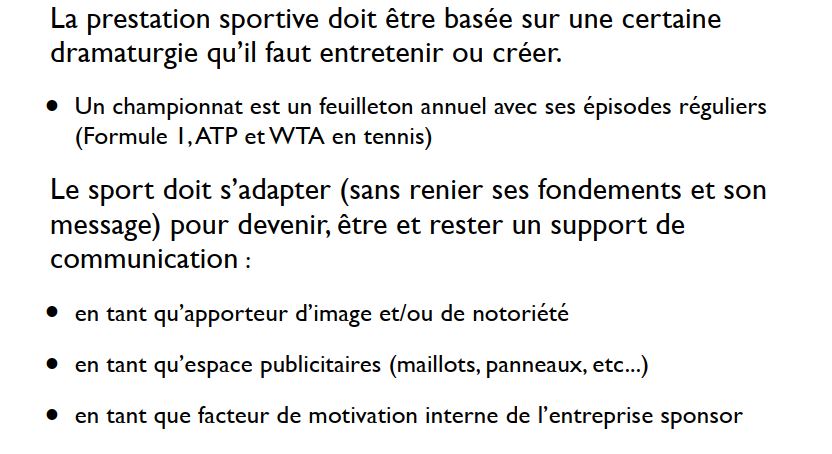 La prestation sportive doit être basée sur une certaine
dramaturgie qu'il faut entretenir ou créer.
• Un championnat est un feuilleton annuel avec ses épisodes réguliers
(Formule 1, ATP et WTA en tennis)
Le sport doit s'adapter (sans renier ses fondements et son
message) pour devenir, être et rester un support de
communication :
• en tant qu'apporteur d'image et/ou de notoriété
• en tant qu'espace publicitaires (maillots, panneaux, etc...)
• en tant que facteur de motivation interne de l'entreprise sponsor